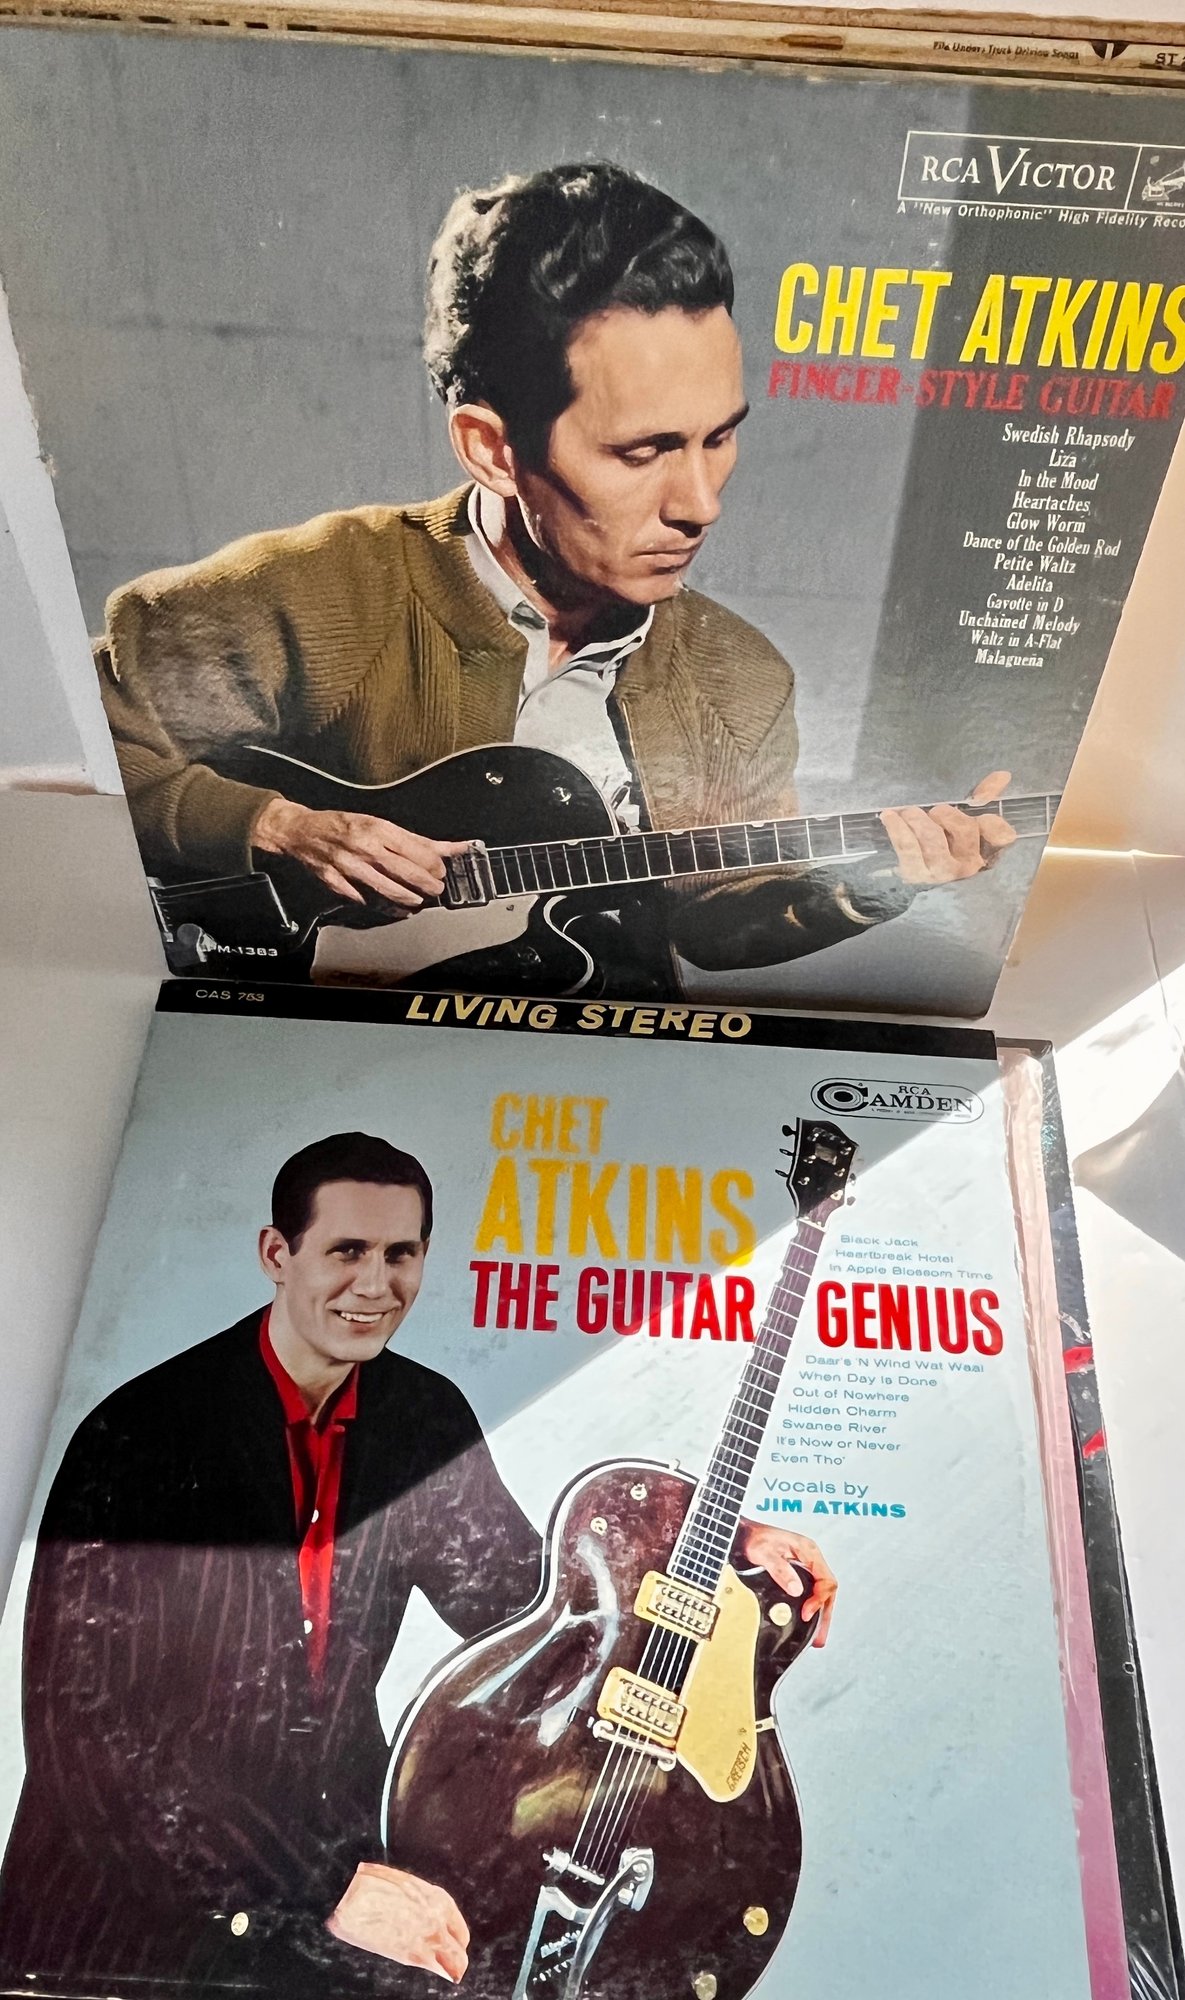 File Under: Truck Driving Songs
ST
RCA VICTOR
A "New Orthophonic" High Fidelity Reco
CHET ATKINS
FINGER-STYLE GUITAR
Swedish Rhapsody
Liza
In the Mood
Heartaches
Glow Worm
Dance of the Golden Rod
Petite Waltz
Adelita
Gavotte in D
Unchained Melody
Waltz in A-Flat
Malagueña
LPM-1383
CAS 753
LIVING STEREO
RCA
CAMDEN
CHET
ATKINS
THE GUITAR GENIUS
Black Jack
Heartbreak Hotel
In Apple Blossom Time
Daar's 'N Wind Wat Waai
When Day Is Done
Out of Nowhere
Hidden Charm
Swanee River
It's Now or Never
Even Tho'
Vocals by
JIM ATKINS
GRETSCH